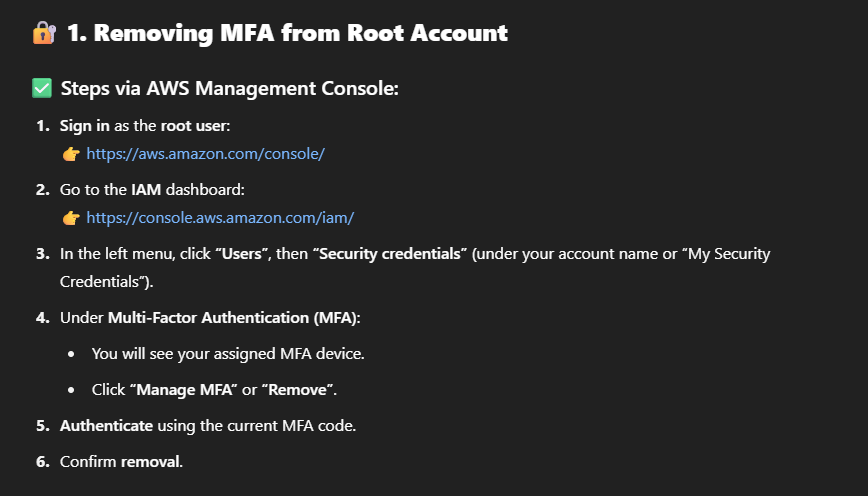 🔐 1. Removing MFA from Root Account
✅ Steps via AWS Management Console:
1. Sign in as the root user:
👉 https://aws.amazon.com/console/
2. Go to the IAM dashboard:
👉 https://console.aws.amazon.com/iam/
3. In the left menu, click “Users”, then “Security credentials” (under your account name or “My Security
Credentials”).
4. Under Multi-Factor Authentication (MFA):
• You will see your assigned MFA device.
• Click “Manage MFA” or “Remove”.
5. Authenticate using the current MFA code.
6. Confirm removal.